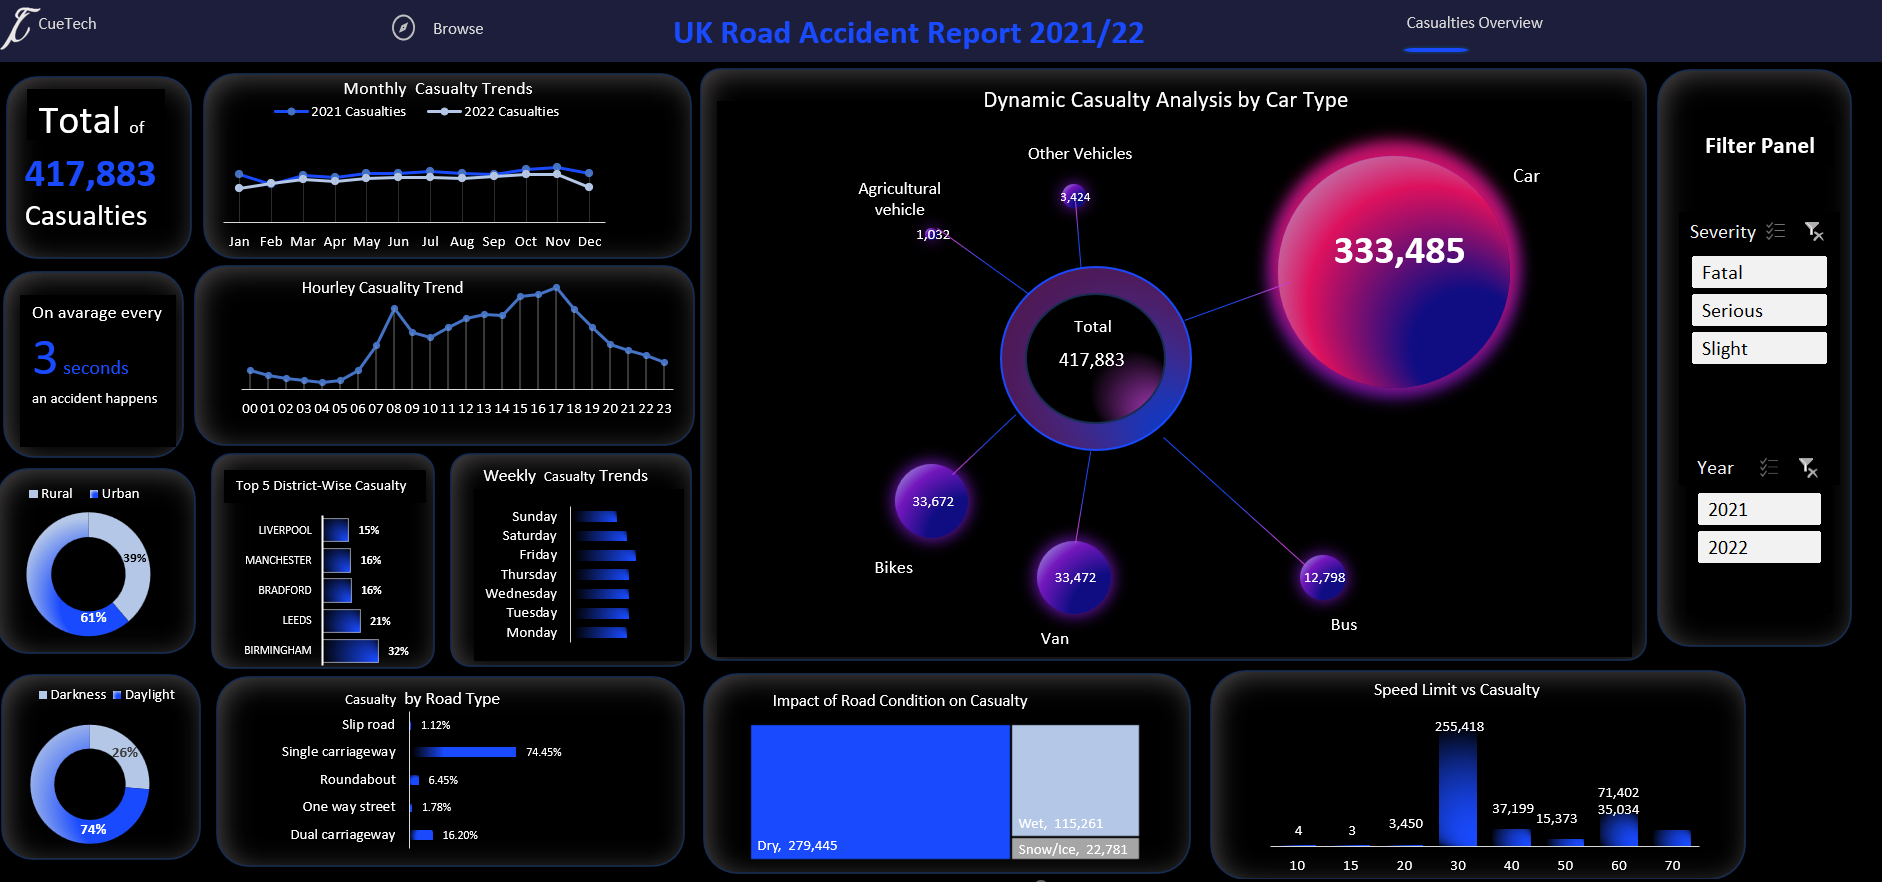 CueTech
Browse
UK Road Accident Report 2021/22
Casualties Overview
Total of
417,883
Casualties
Monthly Casualty Trends
2021 Casualties 2022 Casualties
Jan Feb Mar Apr May Jun Jul Aug Sep Oct Nov Dec
On avarage every
3 seconds
an accident happens
Hourley Casuality Trend
00 01 02 03 04 05 06 07 08 09 10 11 12 13 14 15 16 17 18 19 20 21 22 23
Rural Urban
39%
61%
Top 5 District-Wise Casualty
LIVERPOOL 15%
MANCHESTER 16%
BRADFORD 16%
LEEDS 21%
BIRMINGHAM 32%
Weekly Casualty Trends
Sunday
Saturday
Friday
Thursday
Wednesday
Tuesday
Monday
Dynamic Casualty Analysis by Car Type
Other Vehicles
3,424
Agricultural
vehicle
1,032
Car
333,485
Total
417,883
33,672
Bikes
33,472
Van
12,798
Bus
Filter Panel
Severity
Fatal
Serious
Slight
Year
2021
2022
Darkness Daylight
26%
74%
Casualty by Road Type
Slip road 1.12%
Single carriageway 74.45%
Roundabout 6.45%
One way street 1.78%
Dual carriageway 16.20%
Impact of Road Condition on Casualty
Dry, 279,445
Wet, 115,261
Snow/Ice, 22,781
Speed Limit vs Casualty
4 3 3,450 255,418 37,199 15,373 71,402 35,034
10 15 20 30 40 50 60 70